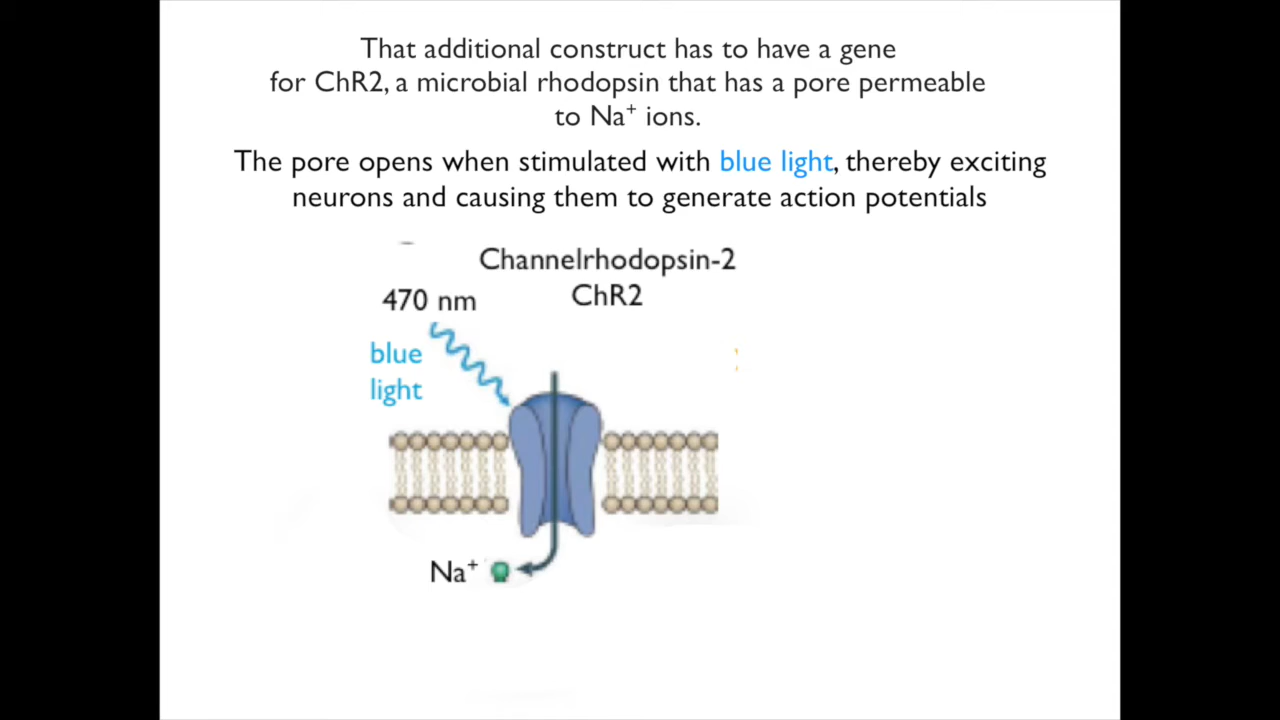 That additional construct has to have a gene
for ChR2, a microbial rhodopsin that has a pore permeable
to Na⁺ ions.
The pore opens when stimulated with blue light, thereby exciting
neurons and causing them to generate action potentials
Channelrhodopsin-2
ChR2
470 nm
blue
light
Na⁺